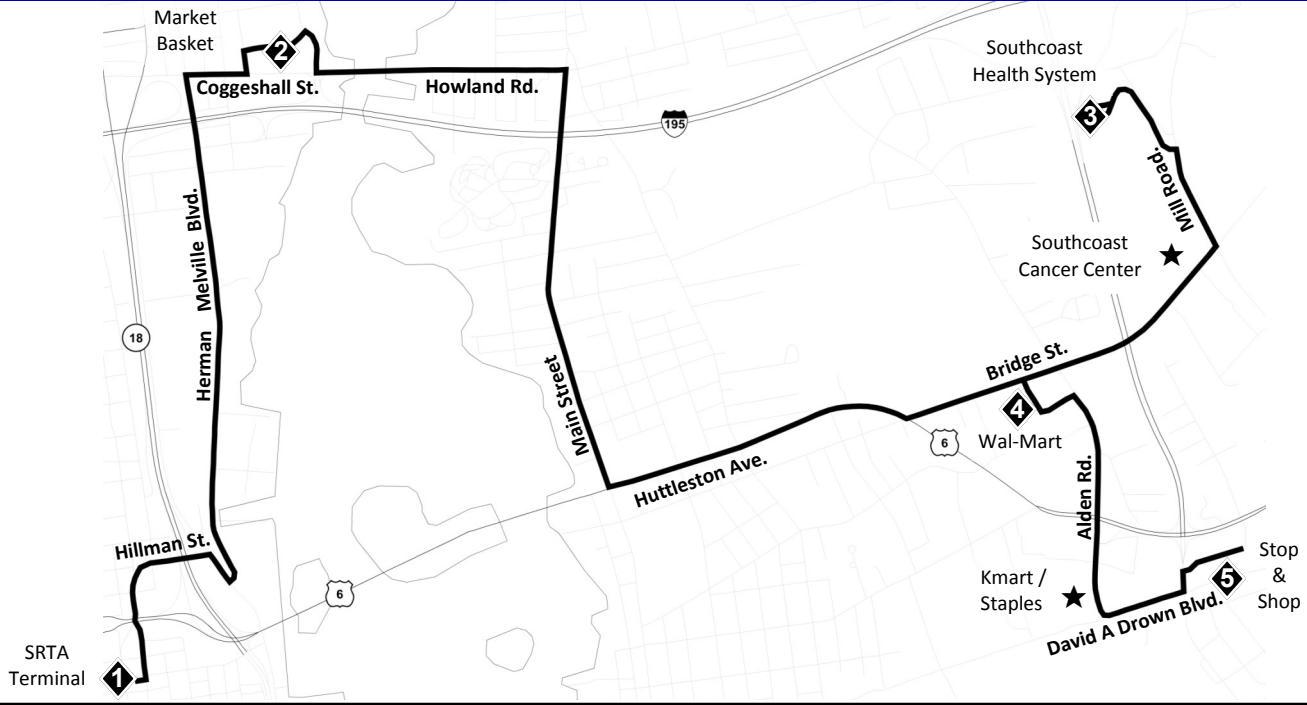 Market
Basket
2
Coggeshall St.
Howland Rd.
195
Southcoast
Health System
3
Mill Road.
Southcoast
Cancer Center
Herman Melville Blvd.
18
Main Street
Bridge St.
4
Wal-Mart
6
Huttleston Ave.
Alden Rd.
Hillman St.
6
Kmart /
Staples
5
Stop
&
Shop
David A Drown Blvd.
SRTA
Terminal
1